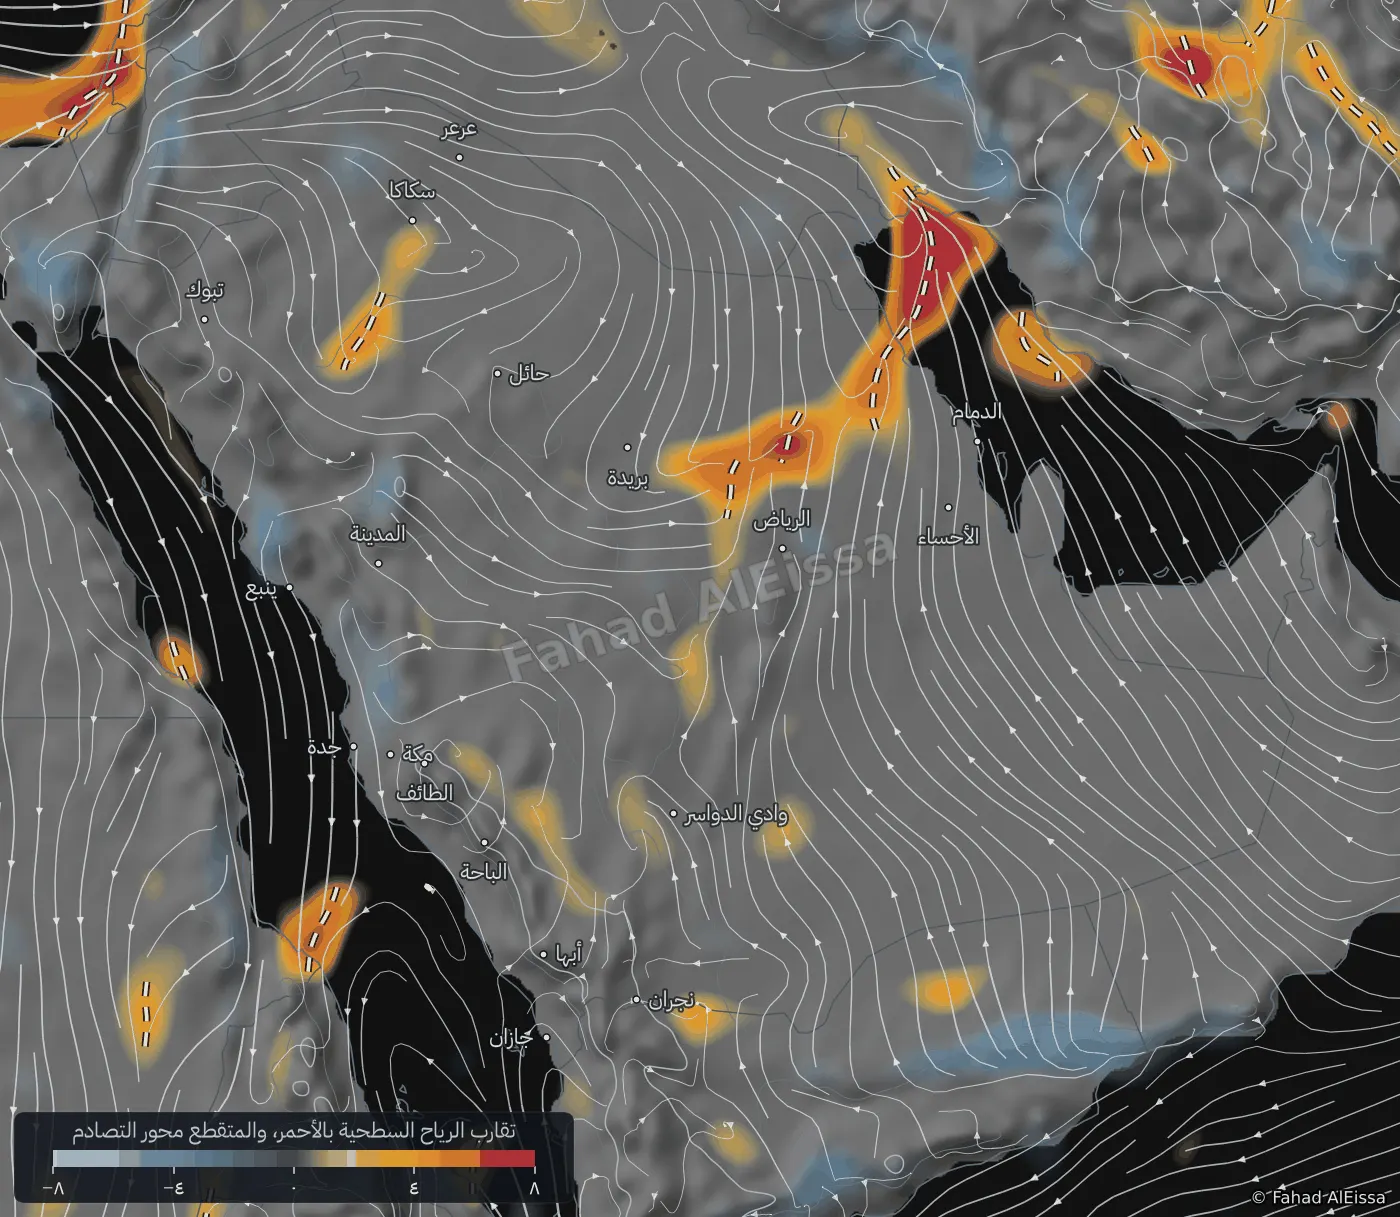 عرعر
سكاكا
تبوك
حائل
الدمام
بريدة
الرياض
الأحساء
المدينة
ينبع
Fahad AlEissa
جدة
مكة
الطائف
وادي الدواسر
الباحة
أبها
نجران
جازان
تقارب الرياح السطحية بالأحمر، والمتقطع محور التصادم
−٨ −٤ ٠ ٤ ٨
© Fahad AlEissa